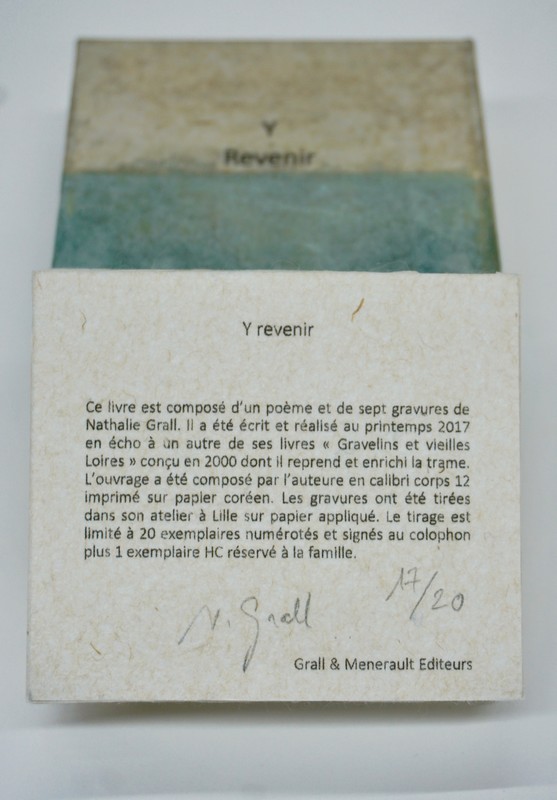 Y
Revenir
Y revenir
Ce livre est composé d'un poème et de sept gravures de
Nathalie Grall. Il a été écrit et réalisé au printemps 2017
en écho à un autre de ses livres « Gravelins et vieilles
Loires » conçu en 2000 dont il reprend et enrichi la trame.
L'ouvrage a été composé par l'auteure en calibri corps 12
imprimé sur papier coréen. Les gravures ont été tirées
dans son atelier à Lille sur papier appliqué. Le tirage est
limité à 20 exemplaires numérotés et signés au colophon
plus 1 exemplaire HC réservé à la famille.
17/20
N. Grall
Grall & Menerault Editeurs